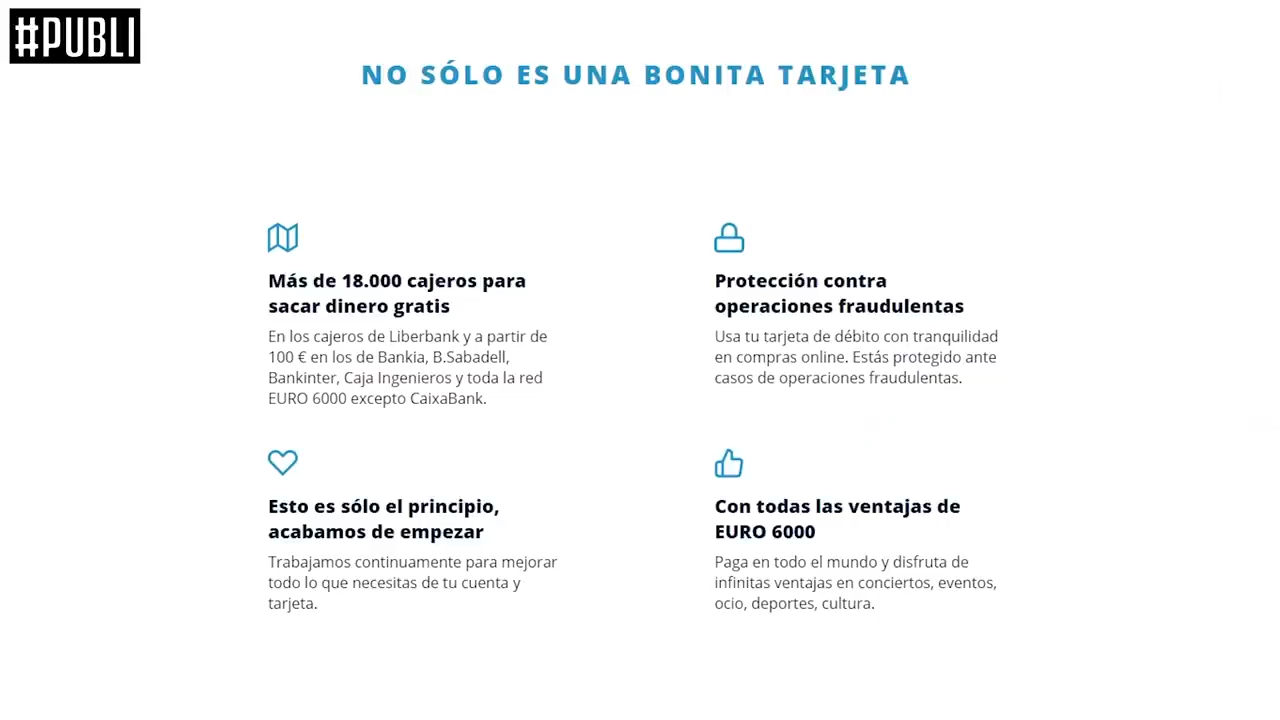 #PUBLI
NO SÓLO ES UNA BONITA TARJETA
Más de 18.000 cajeros para
sacar dinero gratis
En los cajeros de Liberbank y a partir de
100 € en los de Bankia, B.Sabadell,
Bankinter, Caja Ingenieros y toda la red
EURO 6000 excepto CaixaBank.
Protección contra
operaciones fraudulentas
Usa tu tarjeta de débito con tranquilidad
en compras online. Estás protegido ante
casos de operaciones fraudulentas.
Esto es sólo el principio,
acabamos de empezar
Trabajamos continuamente para mejorar
todo lo que necesitas de tu cuenta y
tarjeta.
Con todas las ventajas de
EURO 6000
Paga en todo el mundo y disfruta de
infinitas ventajas en conciertos, eventos,
ocio, deportes, cultura.